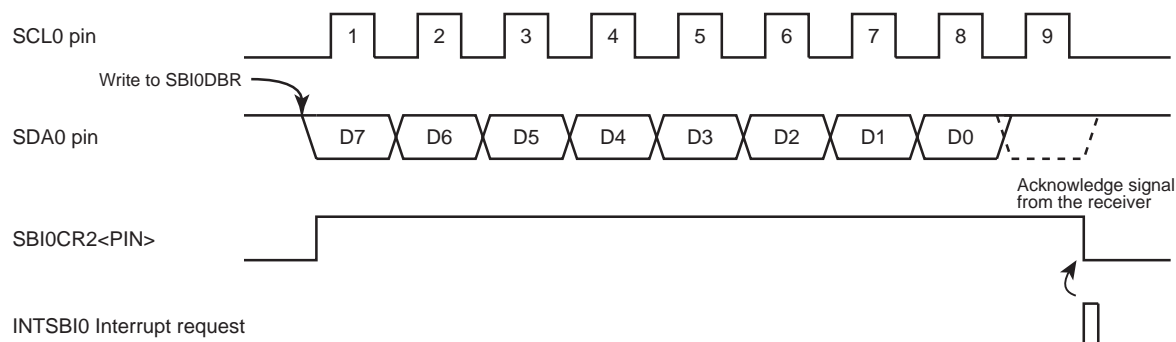 SCL0 pin
1 2 3 4 5 6 7 8 9
Write to SBI0DBR
SDA0 pin
D7 D6 D5 D4 D3 D2 D1 D0
Acknowledge signal
from the receiver
SBI0CR2<PIN>
INTSBI0 Interrupt request